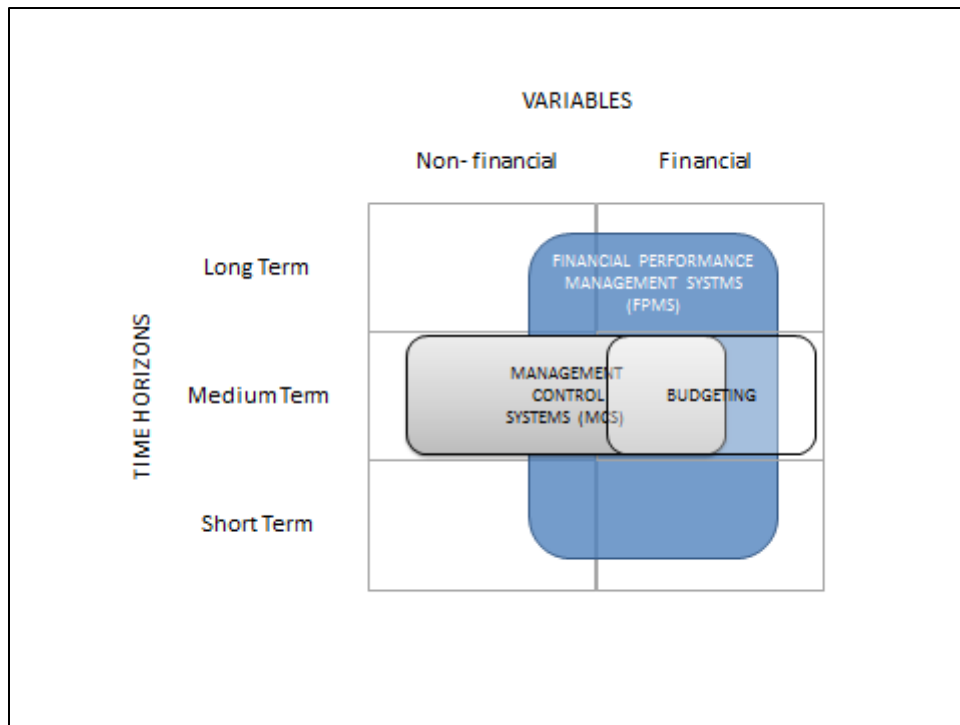 VARIABLES
Non- financial Financial
Long Term
FINANCIAL PERFORMANCE
MANAGEMENT SYSTMS
(FPMS)
TIME HORIZONS
Medium Term
MANAGEMENT
CONTROL
SYSTEMS (MCS)
BUDGETING
Short Term